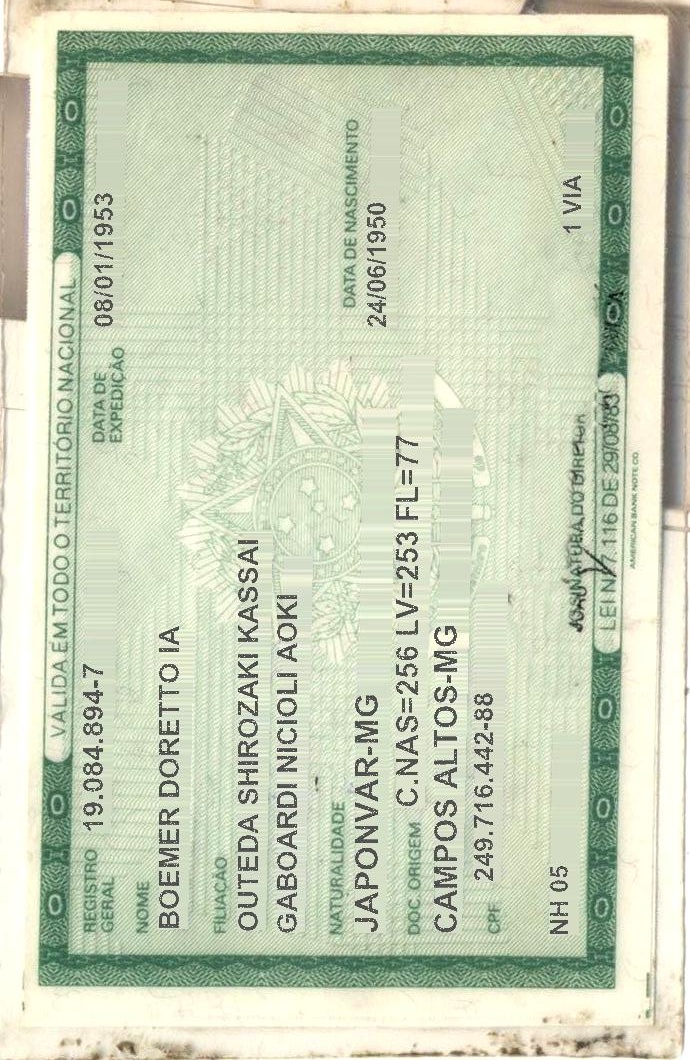 VÁLIDA EM TODO O TERRITÓRIO NACIONAL
REGISTRO GERAL 19.084.894-7 DATA DE EXPEDIÇÃO 08/01/1953
NOME
BOEMER DORETTO IA
FILIAÇÃO
OUTEDA SHIROZAKI KASSAI
GABOARDI NICIOLI AOKI
NATURALIDADE DATA DE NASCIMENTO
JAPONVAR-MG 24/06/1950
DOC. ORIGEM C.NAS=256 LV=253 FL=77
CAMPOS ALTOS-MG
CPF 249.716.442-88
NH 05 1 VIA
ASSINATURA DO DIRETOR
LEI Nº 7.116 DE 29/08/83
AMERICAN BANK NOTE CO.